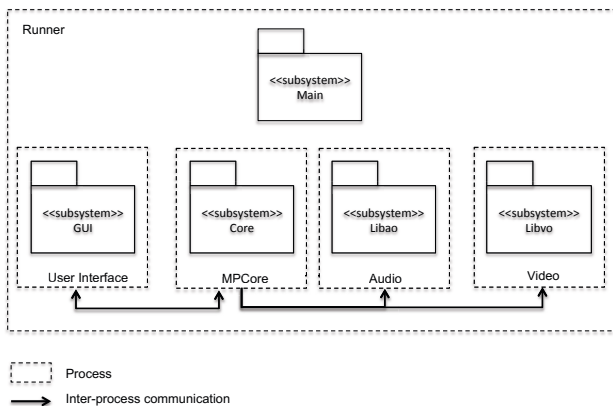 Runner
<<subsystem>>
Main
<<subsystem>>
GUI
<<subsystem>>
Core
<<subsystem>>
Libao
<<subsystem>>
Libvo
User Interface
MPCore
Audio
Video
Process
Inter-process communication